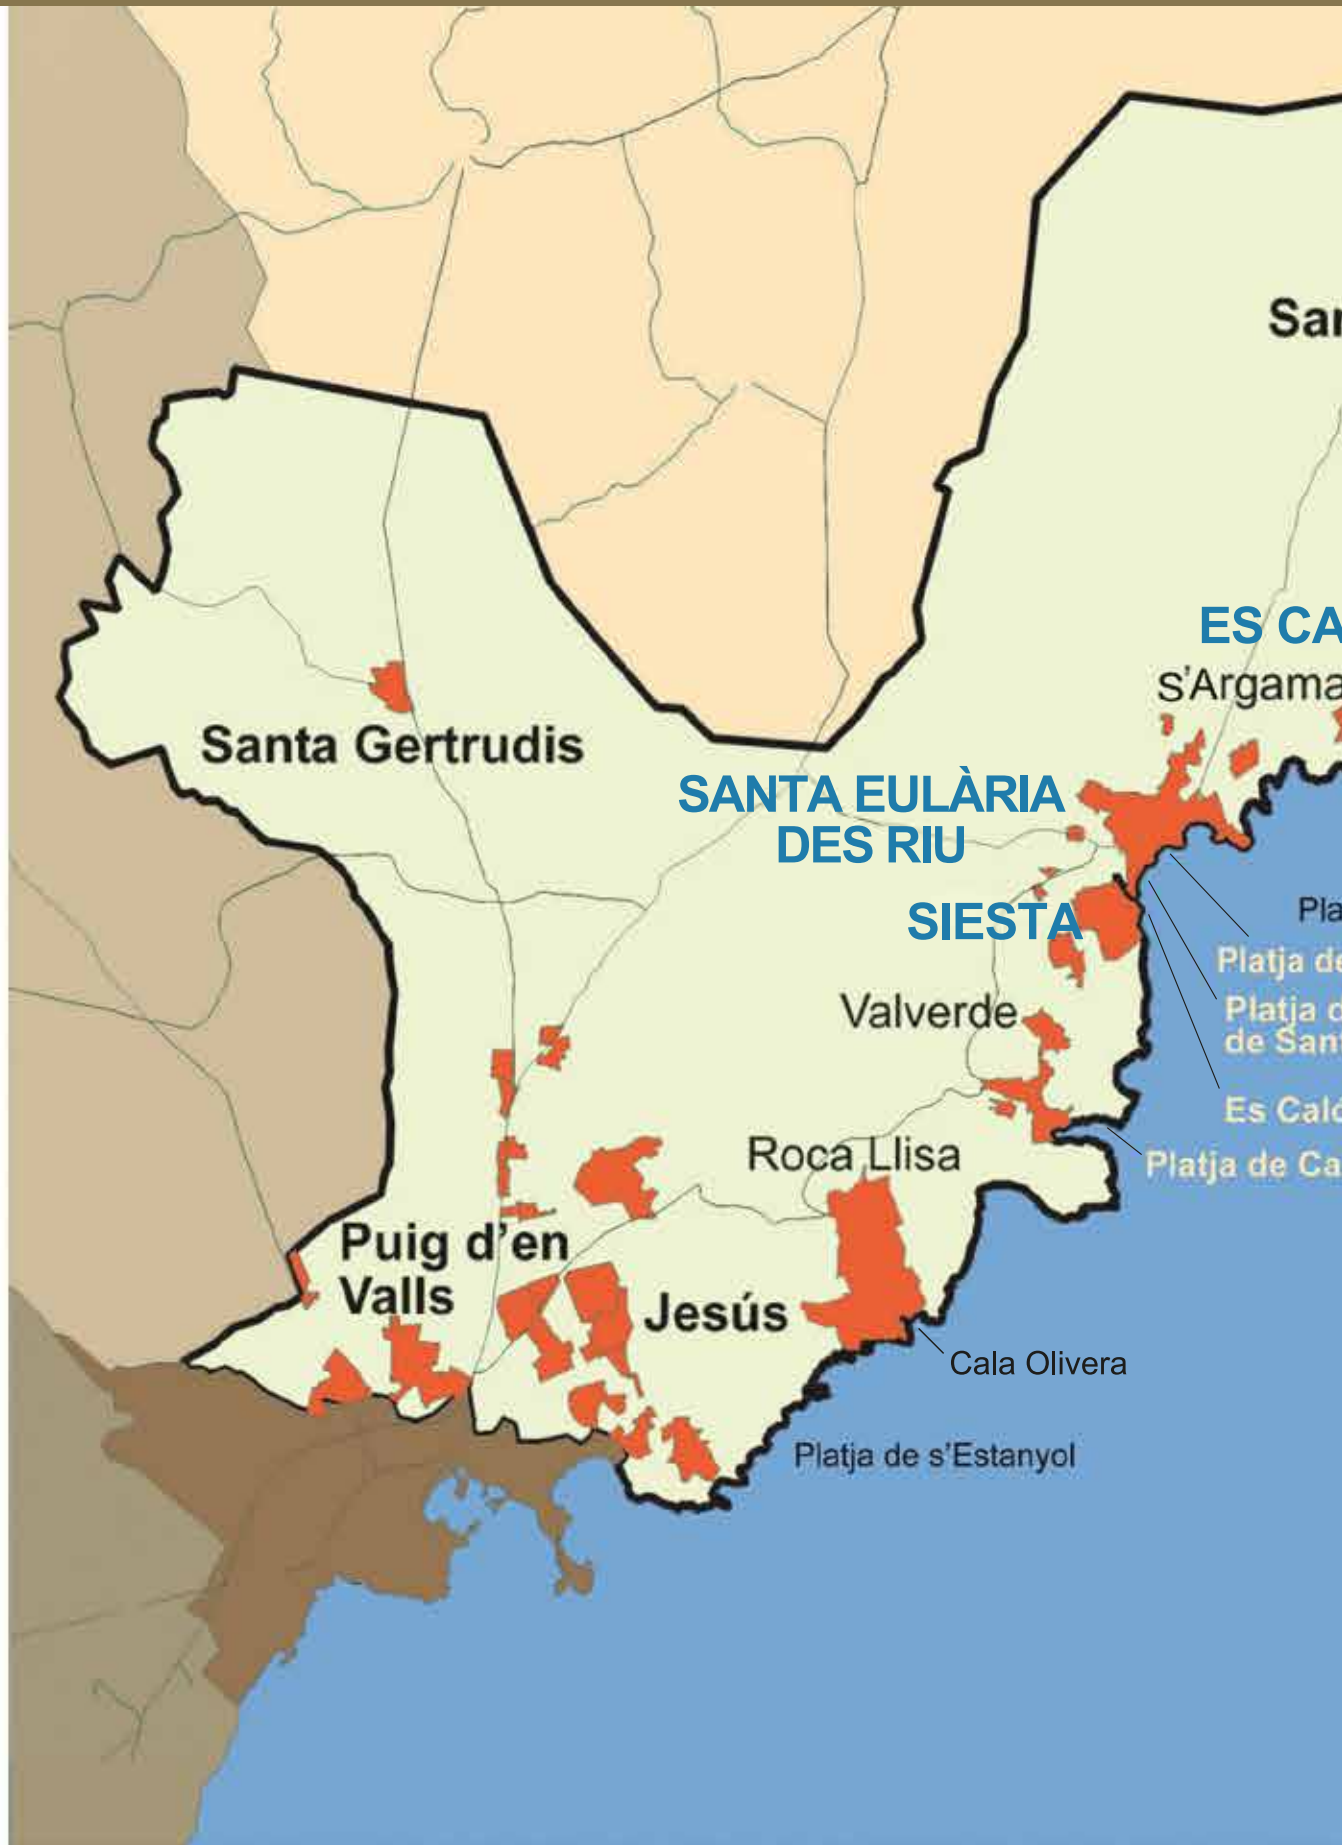 San
ES CA
s'Argama
Santa Gertrudis
SANTA EULÀRIA
DES RIU
SIESTA
Pla
Platja de
Valverde
Platja d
de Sant
Es Caló
Roca Llisa
Platja de Ca
Puig d'en
Valls
Jesús
Cala Olivera
Platja de s'Estanyol